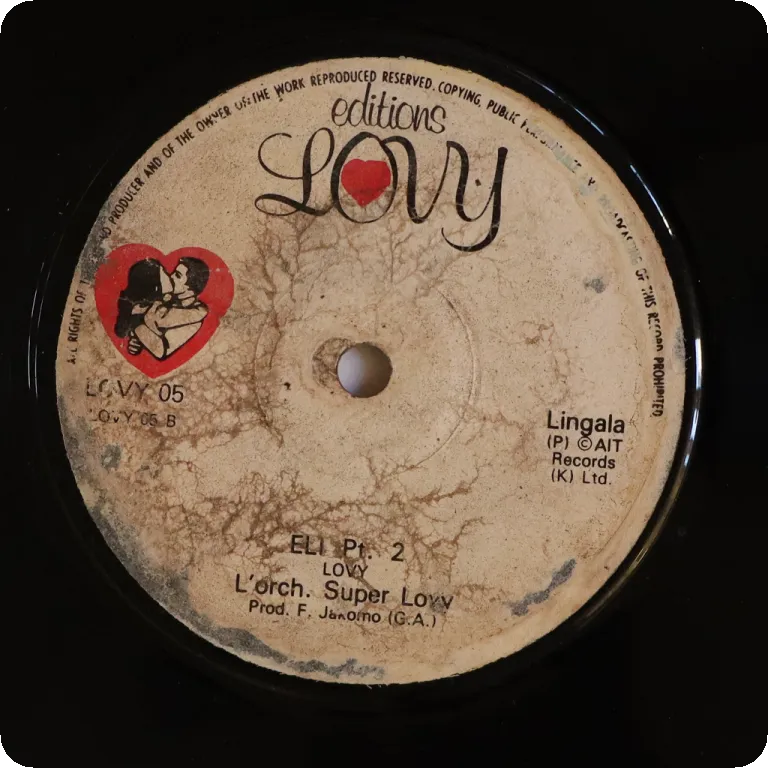 ALL RIGHTS OF PRODUCER AND OF THE OWNER OF THE WORK REPRODUCED RESERVED. COPYING, PUBLIC OF THIS RECORD PROHIBITED
editions
LOVY
LOVY 05
LOVY 05 B
Lingala
(P) ©AIT
Records
(K) Ltd.
ELI Pt. 2
LOVY
L'orch. Super Lovy
Prod. F. Jakomo (G.A.)